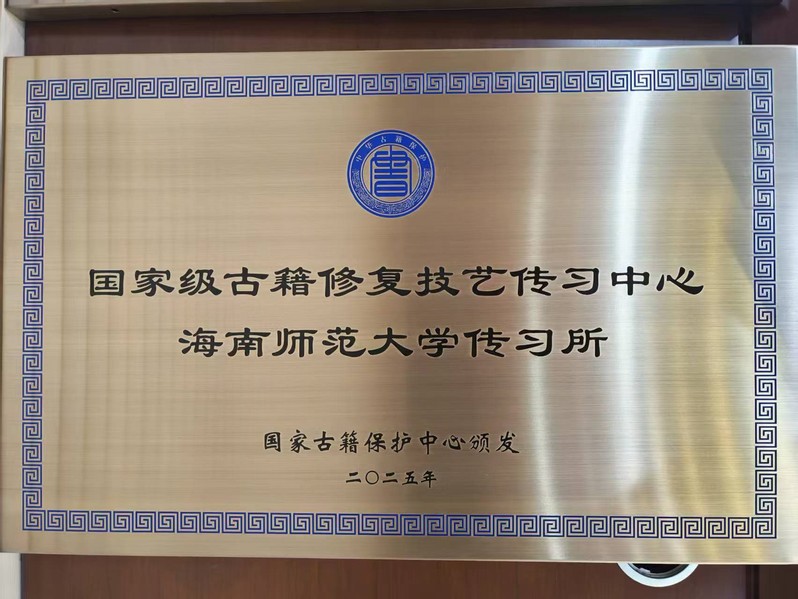 中华古籍保护
国家级古籍修复技艺传习中心
海南师范大学传习所
国家古籍保护中心颁发
二〇二五年